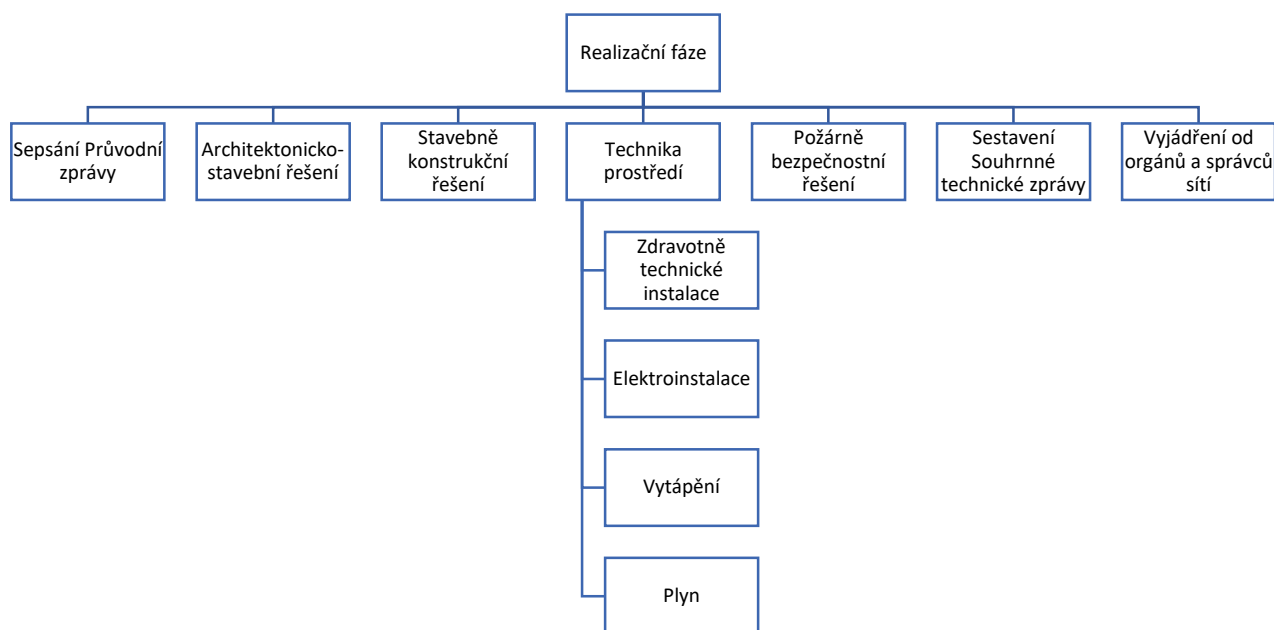 Realizační fáze
Sepsání Průvodní
zprávy
Architektonicko-
stavební řešení
Stavebně
konstrukční
řešení
Technika
prostředí
Požárně
bezpečnostní
řešení
Sestavení
Souhrnné
technické zprávy
Vyjádření od
orgánů a správců
sítí
Zdravotně
technické
instalace
Elektroinstalace
Vytápění
Plyn